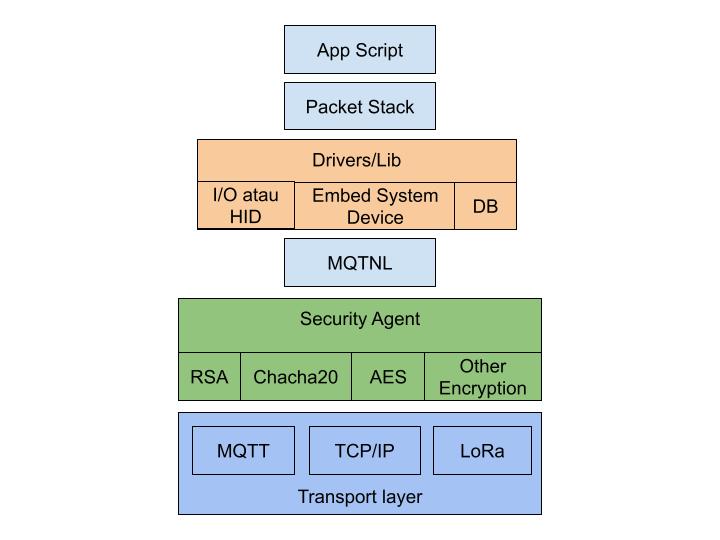 App Script
Packet Stack
Drivers/Lib
I/O atau
HID
Embed System
Device
DB
MQTNL
Security Agent
RSA
Chacha20
AES
Other
Encryption
MQTT
TCP/IP
LoRa
Transport layer